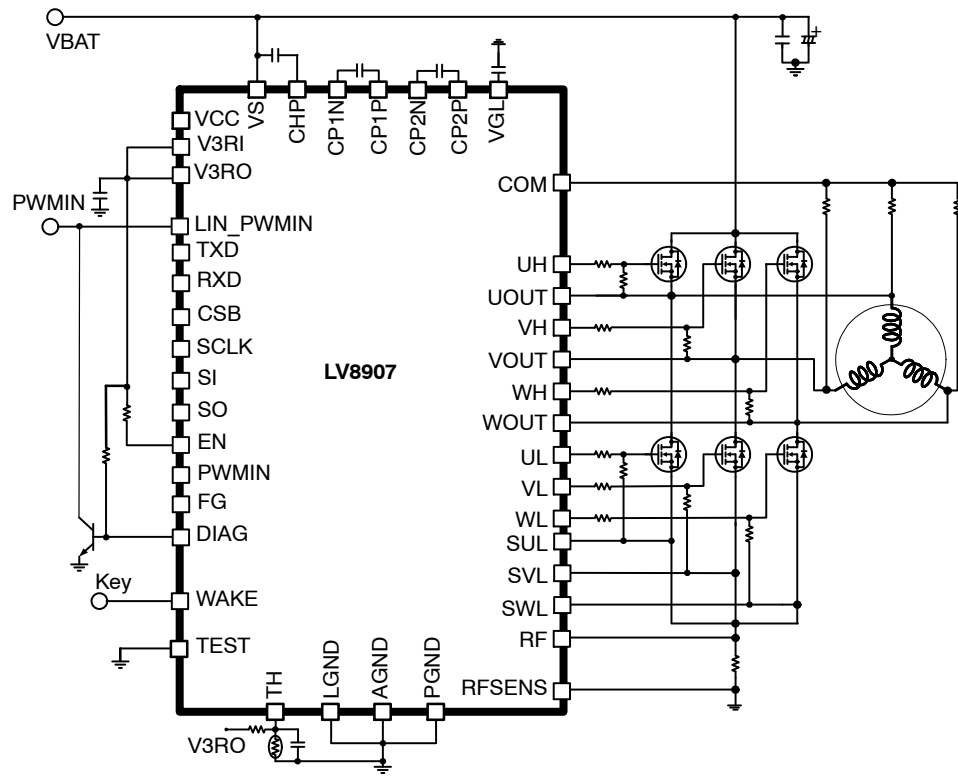 VBAT
+
VS
CHP
CP1N
CP1P
CP2N
CP2P
VGL
VCC
V3RI
V3RO
PWMIN
LIN_PWMIN
TXD
RXD
CSB
SCLK
SI
SO
EN
PWMIN
FG
DIAG
Key
WAKE
TEST
LV8907
COM
UH
UOUT
VH
VOUT
WH
WOUT
UL
VL
WL
SUL
SVL
SWL
RF
RFSENS
TH
LGND
AGND
PGND
V3RO